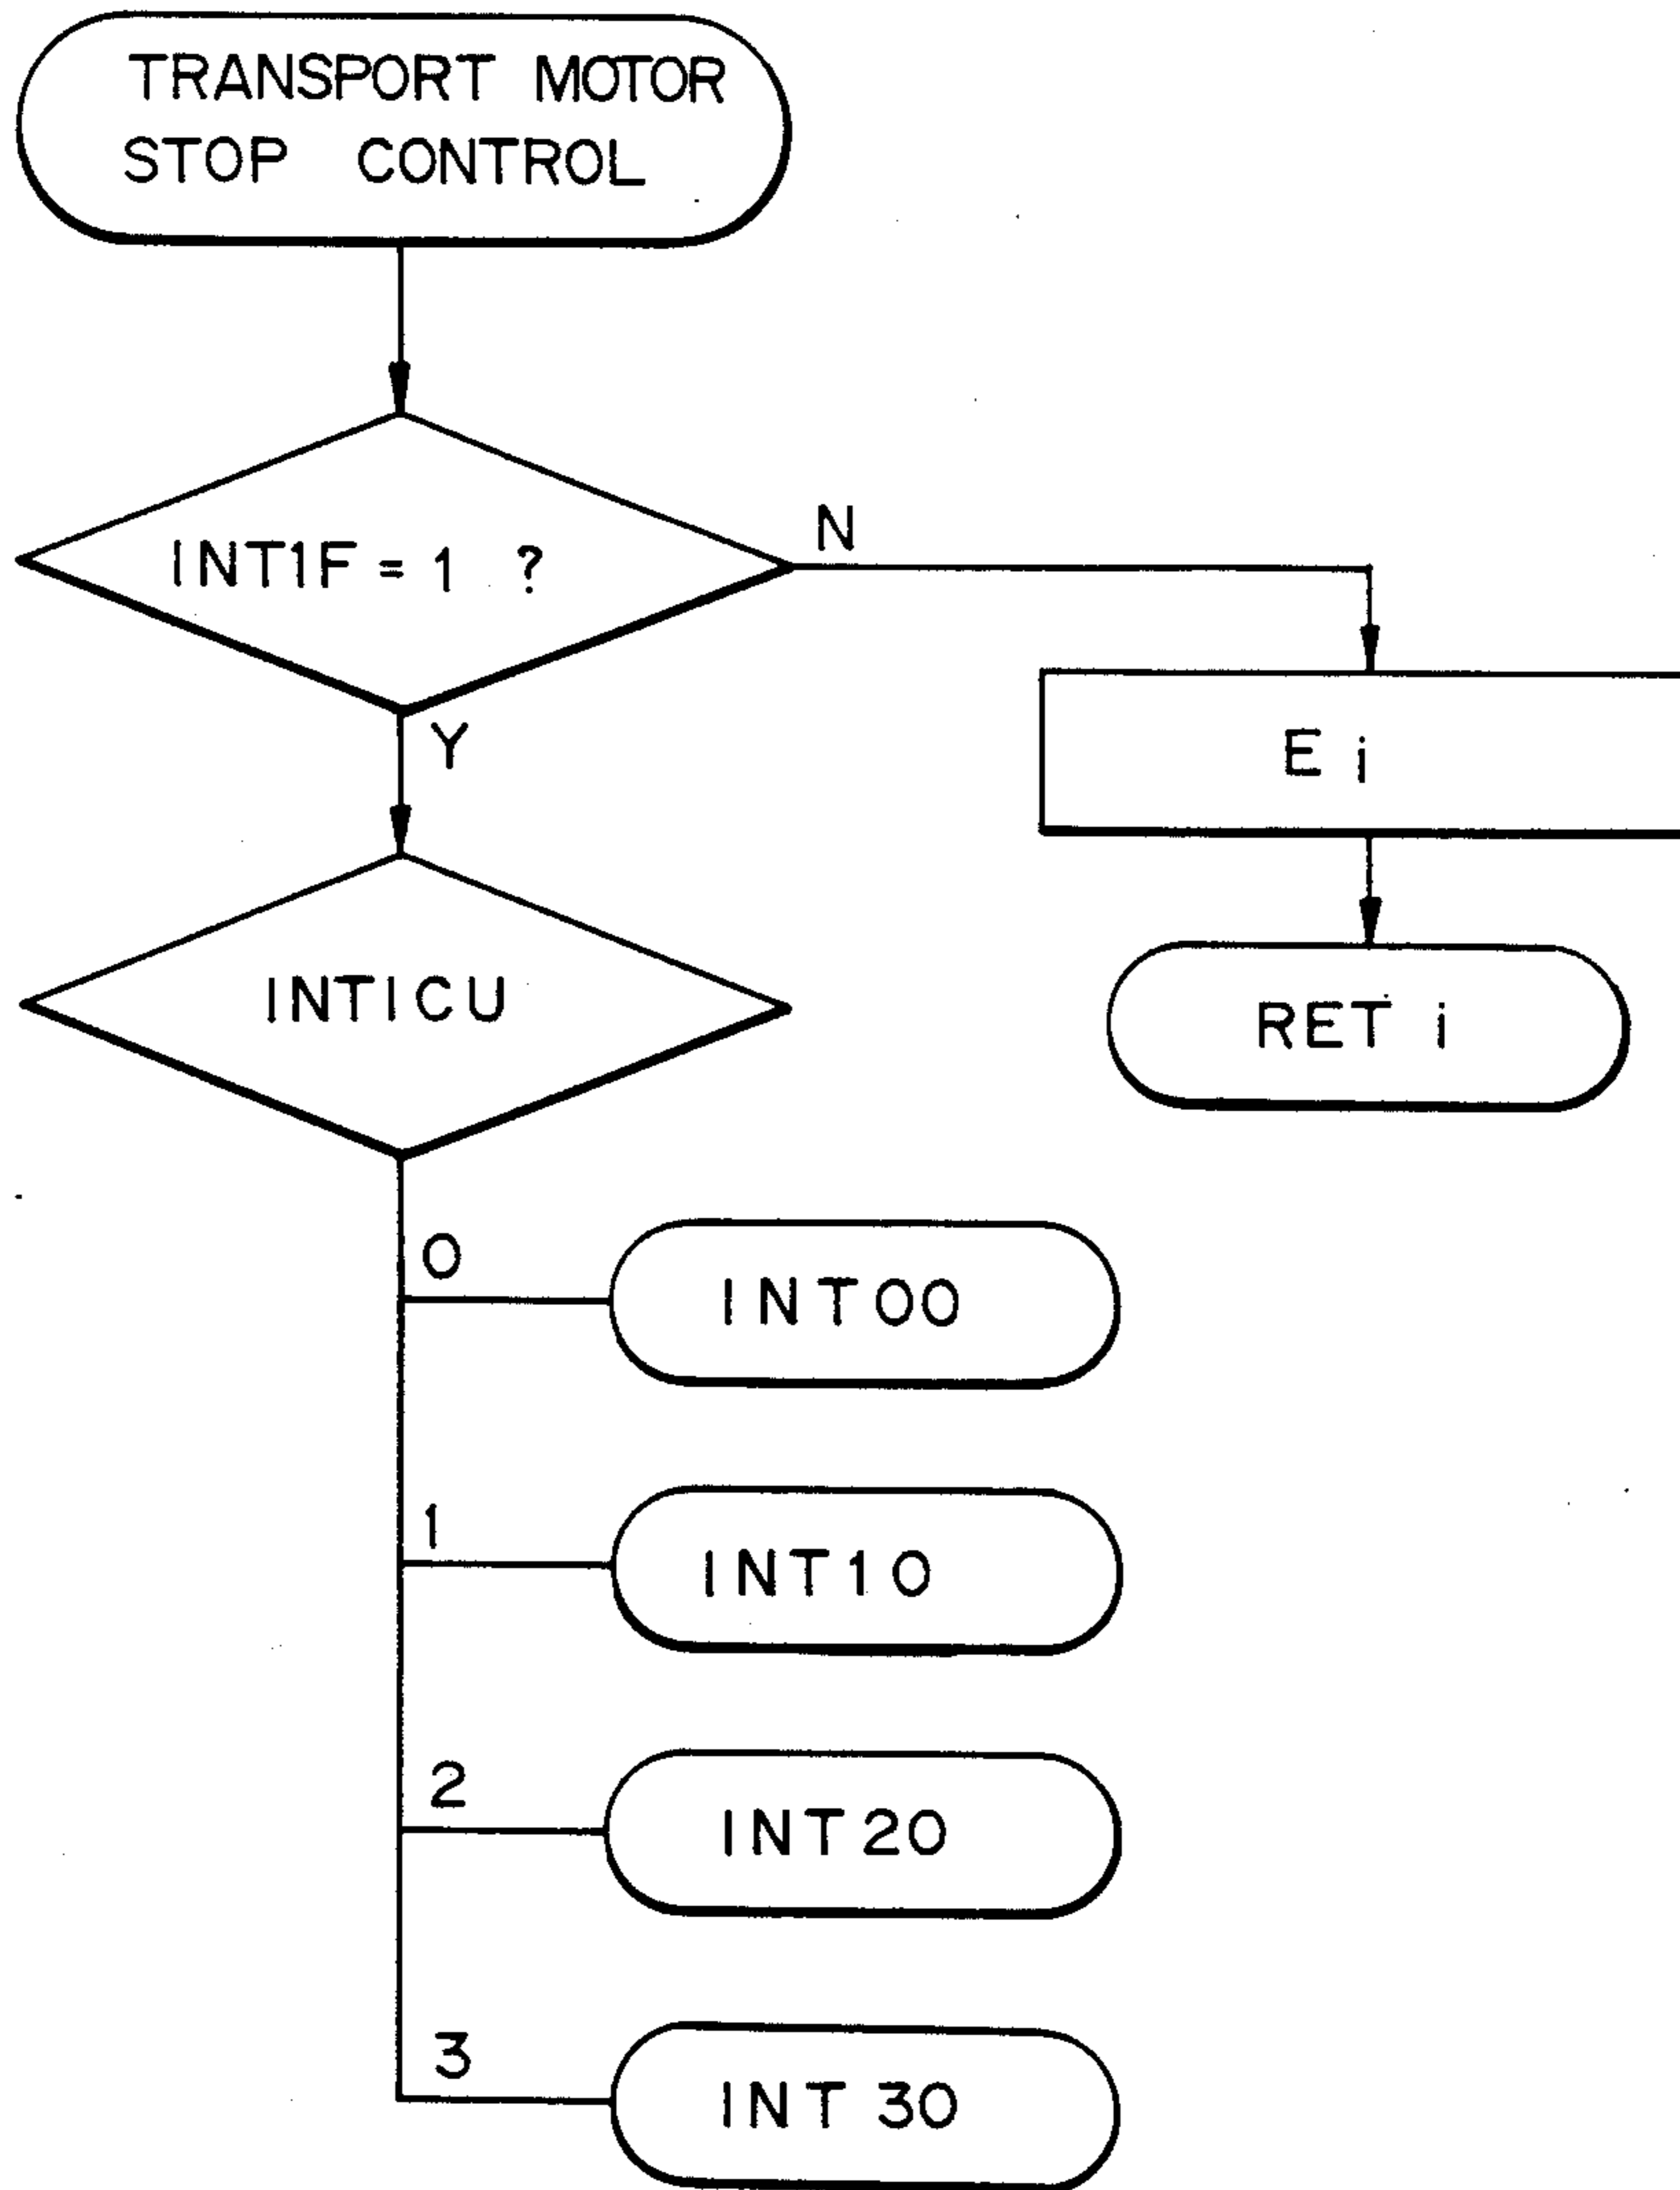 TRANSPORT MOTOR
STOP CONTROL
INT1F = 1 ?
N
Y
E i
INTICU
RET i
0
INT00
1
INT10
2
INT20
3
INT30